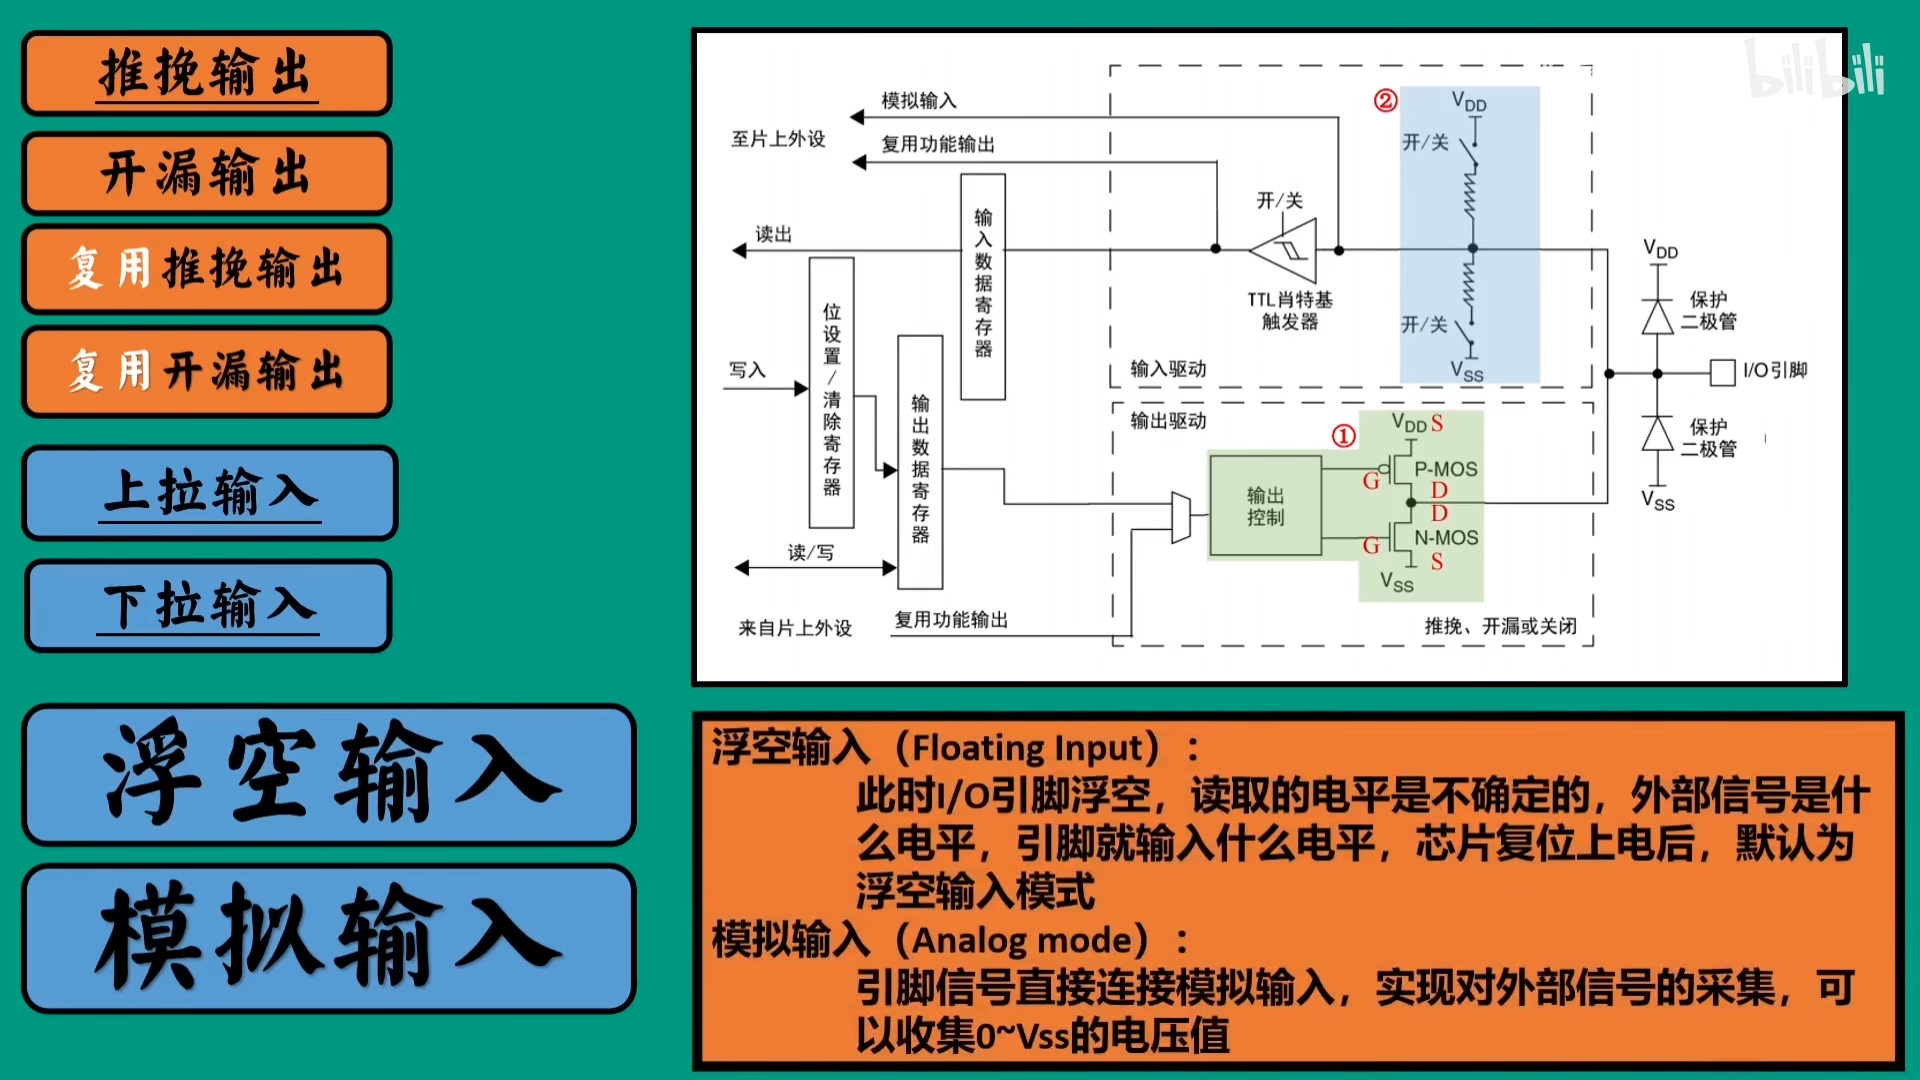 推挽输出
开漏输出
复用推挽输出
复用开漏输出
上拉输入
下拉输入
浮空输入
模拟输入
bilibili
模拟输入
至片上外设
复用功能输出
读出
输入数据寄存器
位设置/清除寄存器
写入
输出数据寄存器
读/写
来自片上外设
复用功能输出
开/关
TTL肖特基
触发器
输入驱动
②
VDD
开/关
开/关
VSS
VDD
保护
二极管
I/O引脚
保护
二极管
VSS
输出驱动
①
VDD S
输出
控制
G
P-MOS
D
D
G
N-MOS
S
VSS
推挽、开漏或关闭
浮空输入（Floating Input）：
此时I/O引脚浮空，读取的电平是不确定的，外部信号是什
么电平，引脚就输入什么电平，芯片复位上电后，默认为
浮空输入模式
模拟输入（Analog mode）：
引脚信号直接连接模拟输入，实现对外部信号的采集，可
以收集0~Vss的电压值